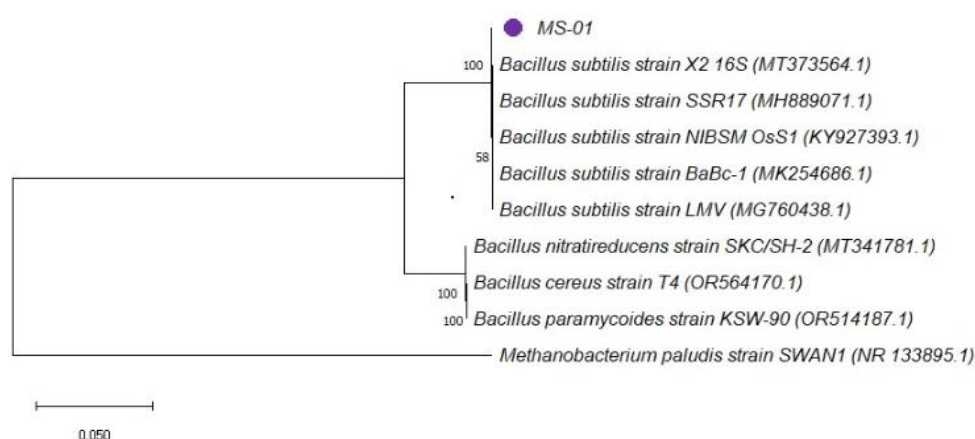 MS-01
100
Bacillus subtilis strain X2 16S (MT373564.1)
Bacillus subtilis strain SSR17 (MH889071.1)
Bacillus subtilis strain NIBSM OsS1 (KY927393.1)
58
Bacillus subtilis strain BaBc-1 (MK254686.1)
Bacillus subtilis strain LMV (MG760438.1)
Bacillus nitratireducens strain SKC/SH-2 (MT341781.1)
Bacillus cereus strain T4 (OR564170.1)
100
100
Bacillus paramycoides strain KSW-90 (OR514187.1)
Methanobacterium paludis strain SWAN1 (NR 133895.1)
0.050